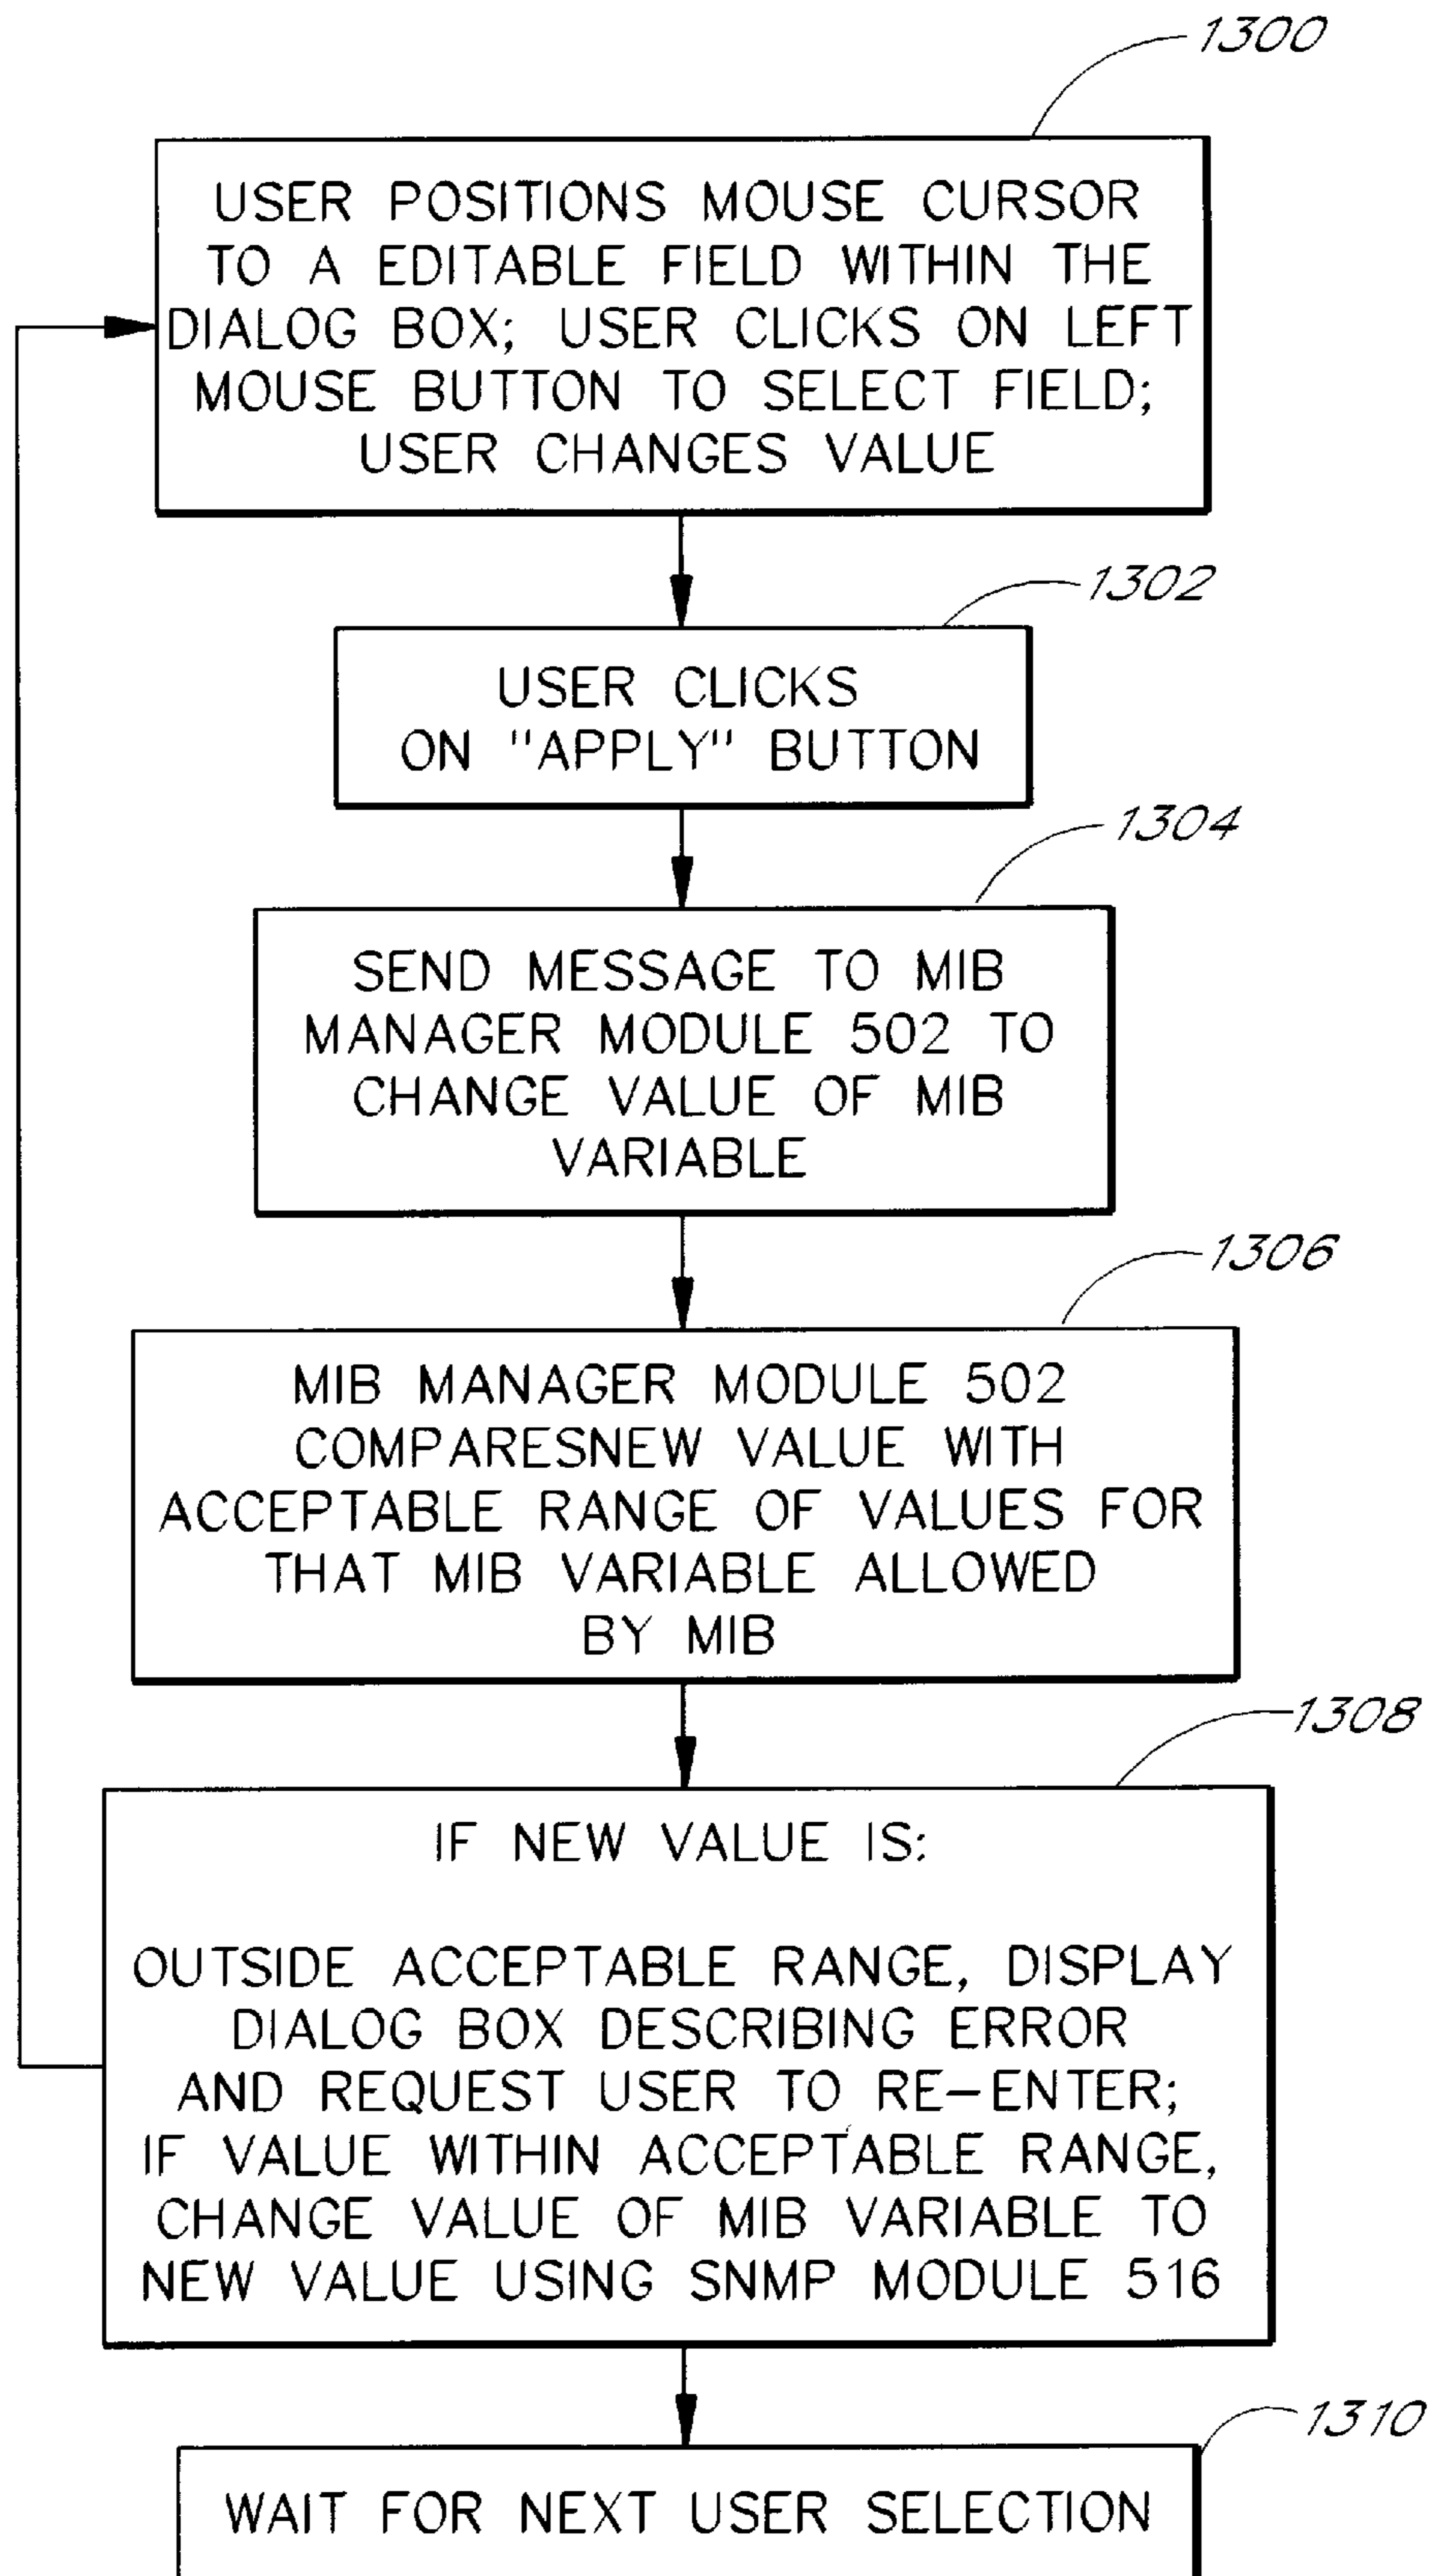 1300
USER POSITIONS MOUSE CURSOR
TO A EDITABLE FIELD WITHIN THE
DIALOG BOX; USER CLICKS ON LEFT
MOUSE BUTTON TO SELECT FIELD;
USER CHANGES VALUE
1302
USER CLICKS
ON "APPLY" BUTTON
1304
SEND MESSAGE TO MIB
MANAGER MODULE 502 TO
CHANGE VALUE OF MIB
VARIABLE
1306
MIB MANAGER MODULE 502
COMPARESNEW VALUE WITH
ACCEPTABLE RANGE OF VALUES FOR
THAT MIB VARIABLE ALLOWED
BY MIB
1308
IF NEW VALUE IS:
OUTSIDE ACCEPTABLE RANGE, DISPLAY
DIALOG BOX DESCRIBING ERROR
AND REQUEST USER TO RE-ENTER;
IF VALUE WITHIN ACCEPTABLE RANGE,
CHANGE VALUE OF MIB VARIABLE TO
NEW VALUE USING SNMP MODULE 516
1310
WAIT FOR NEXT USER SELECTION